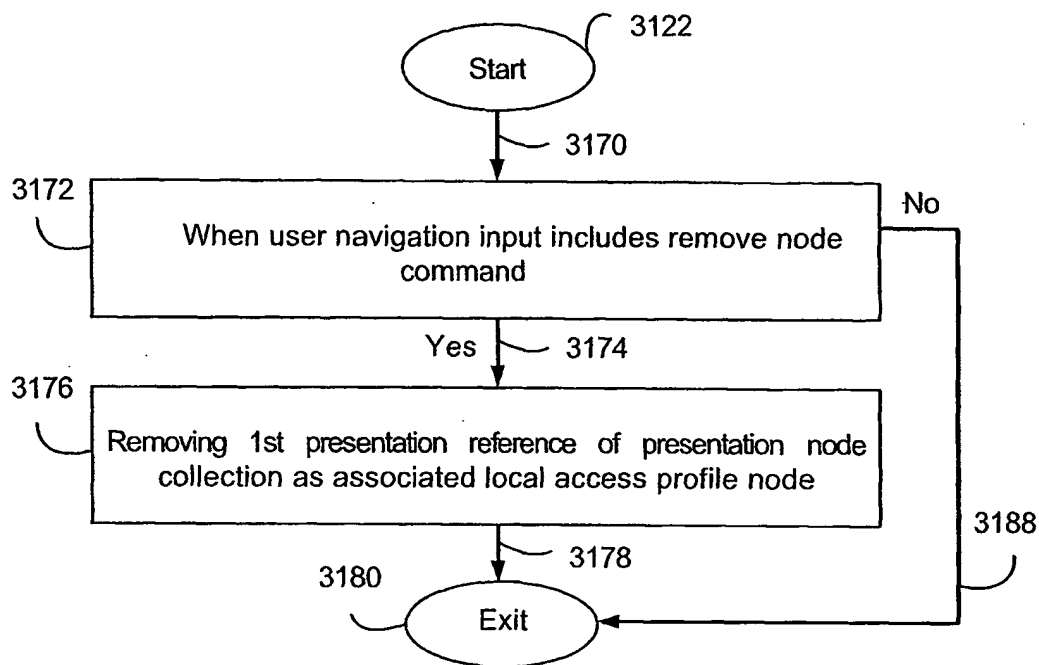 3122
Start
3170
3172
No
When user navigation input includes remove node
command
Yes
3174
3176
Removing 1st presentation reference of presentation node
collection as associated local access profile node
3178
3188
3180
Exit